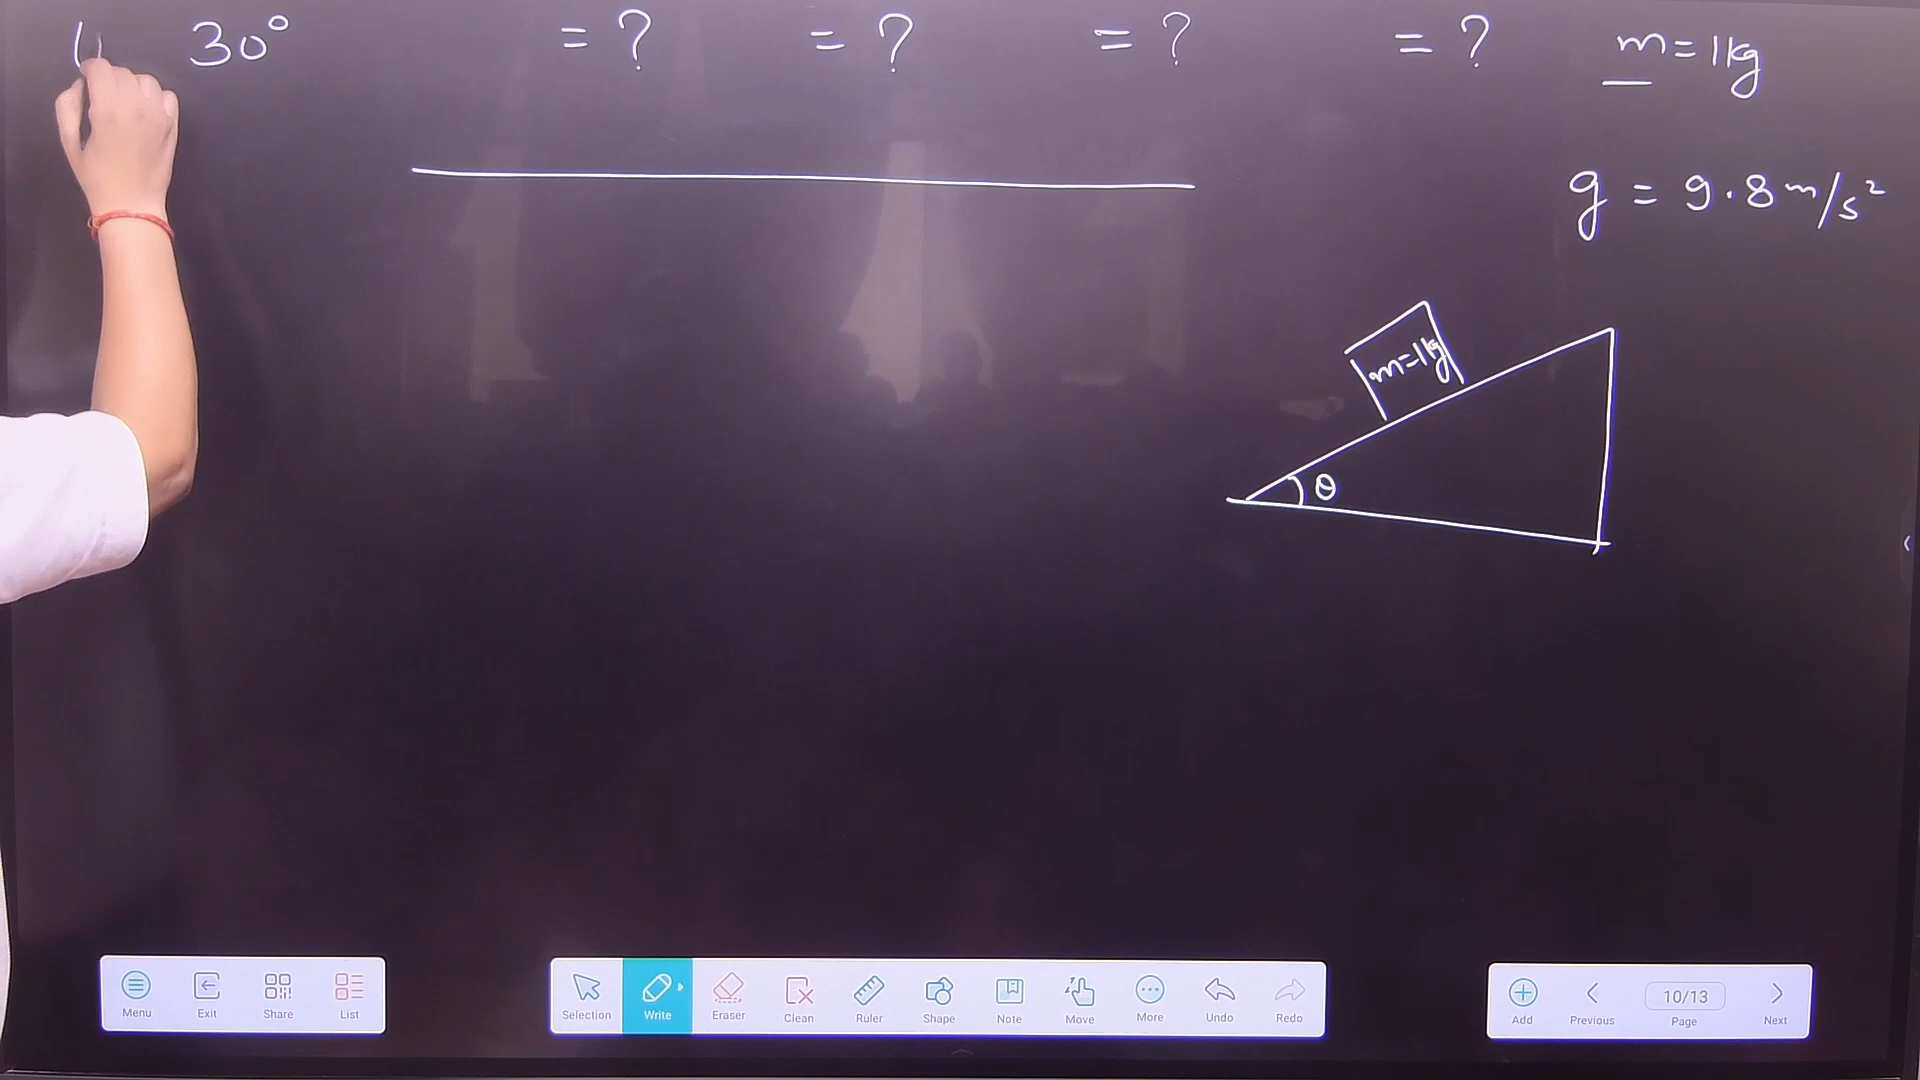 30° = ? = ? = ? = ? m = 1kg
g = 9.8 m/s²
m=1kg
θ
Menu Exit Share List Selection Write Eraser Clean Ruler Shape Note Move More Undo Redo Add Previous 10/13 Page Next